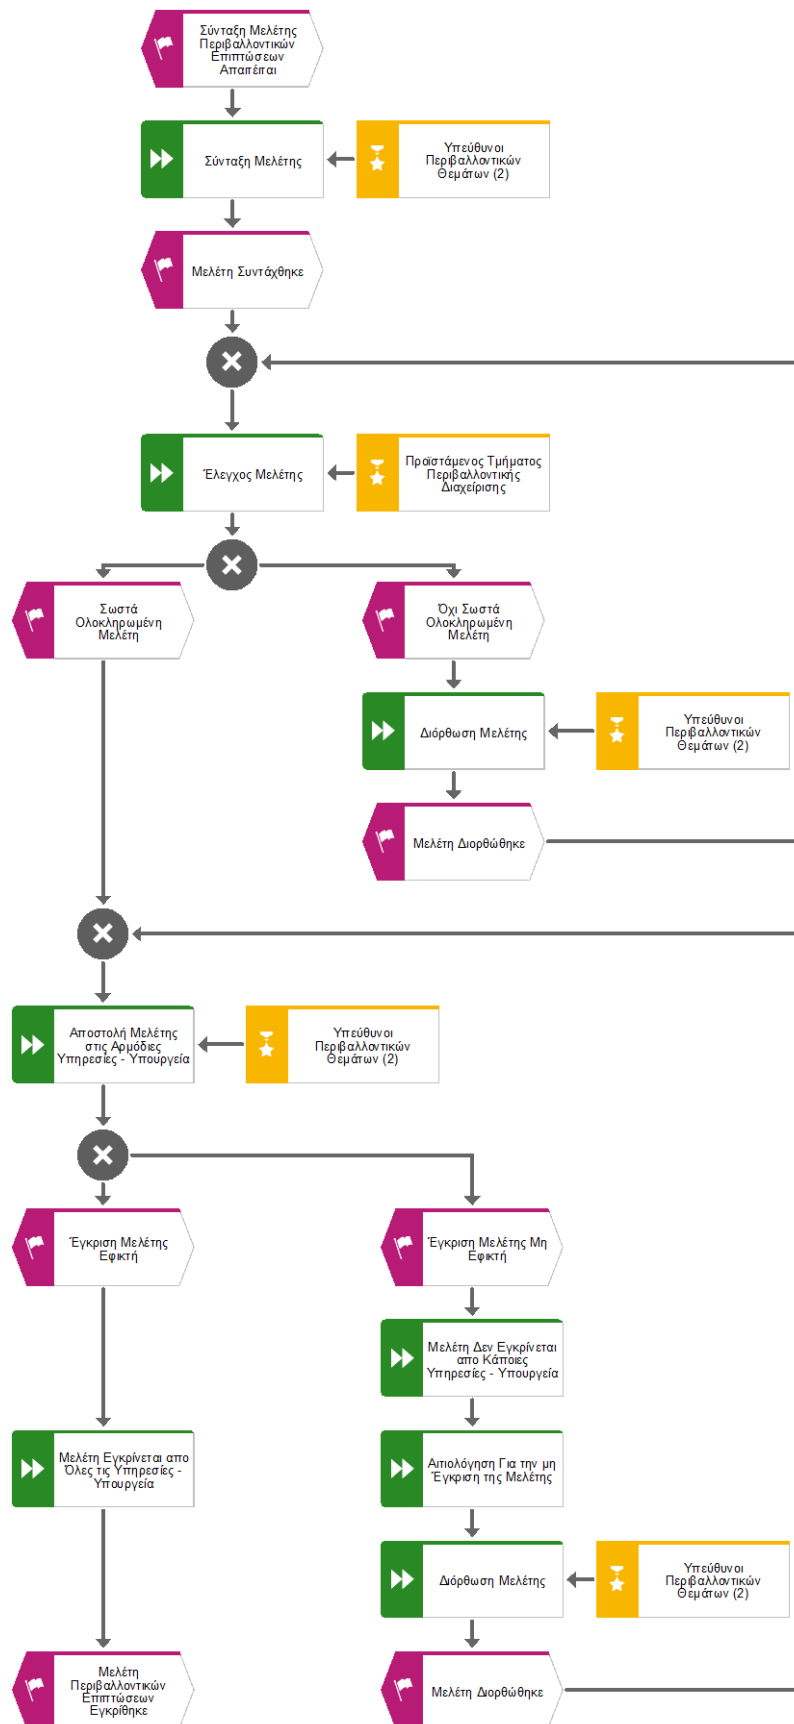 Σύνταξη Μελέτης
Περιβαλλοντικών
Επιπτώσεων
Απαιτέιται
Σύνταξη Μελέτης
Υπεύθυνοι
Περιβαλλοντικών
Θεμάτων (2)
Μελέτη Συντάχθηκε
Έλεγχος Μελέτης
Προϊστάμενος Τμήματος
Περιβαλλοντικής
Διαχείρισης
Σωστά
Ολοκληρωμένη
Μελέτη
Όχι Σωστά
Ολοκληρωμένη
Μελέτη
Διόρθωση Μελέτης
Υπεύθυνοι
Περιβαλλοντικών
Θεμάτων (2)
Μελέτη Διορθώθηκε
Αποστολή Μελέτης
στις Αρμόδιες
Υπηρεσίες - Υπουργεία
Υπεύθυνοι
Περιβαλλοντικών
Θεμάτων (2)
Έγκριση Μελέτης
Εφικτή
Έγκριση Μελέτης Μη
Εφικτή
Μελέτη Δεν Εγκρίνεται
απο Κάποιες
Υπηρεσίες - Υπουργεία
Μελέτη Εγκρίνεται απο
Όλες τις Υπηρεσίες -
Υπουργεία
Αιτιολόγηση Για την μη
Έγκριση της Μελέτης
Διόρθωση Μελέτης
Υπεύθυνοι
Περιβαλλοντικών
Θεμάτων (2)
Μελέτη
Περιβαλλοντικών
Επιπτώσεων
Εγκρίθηκε
Μελέτη Διορθώθηκε